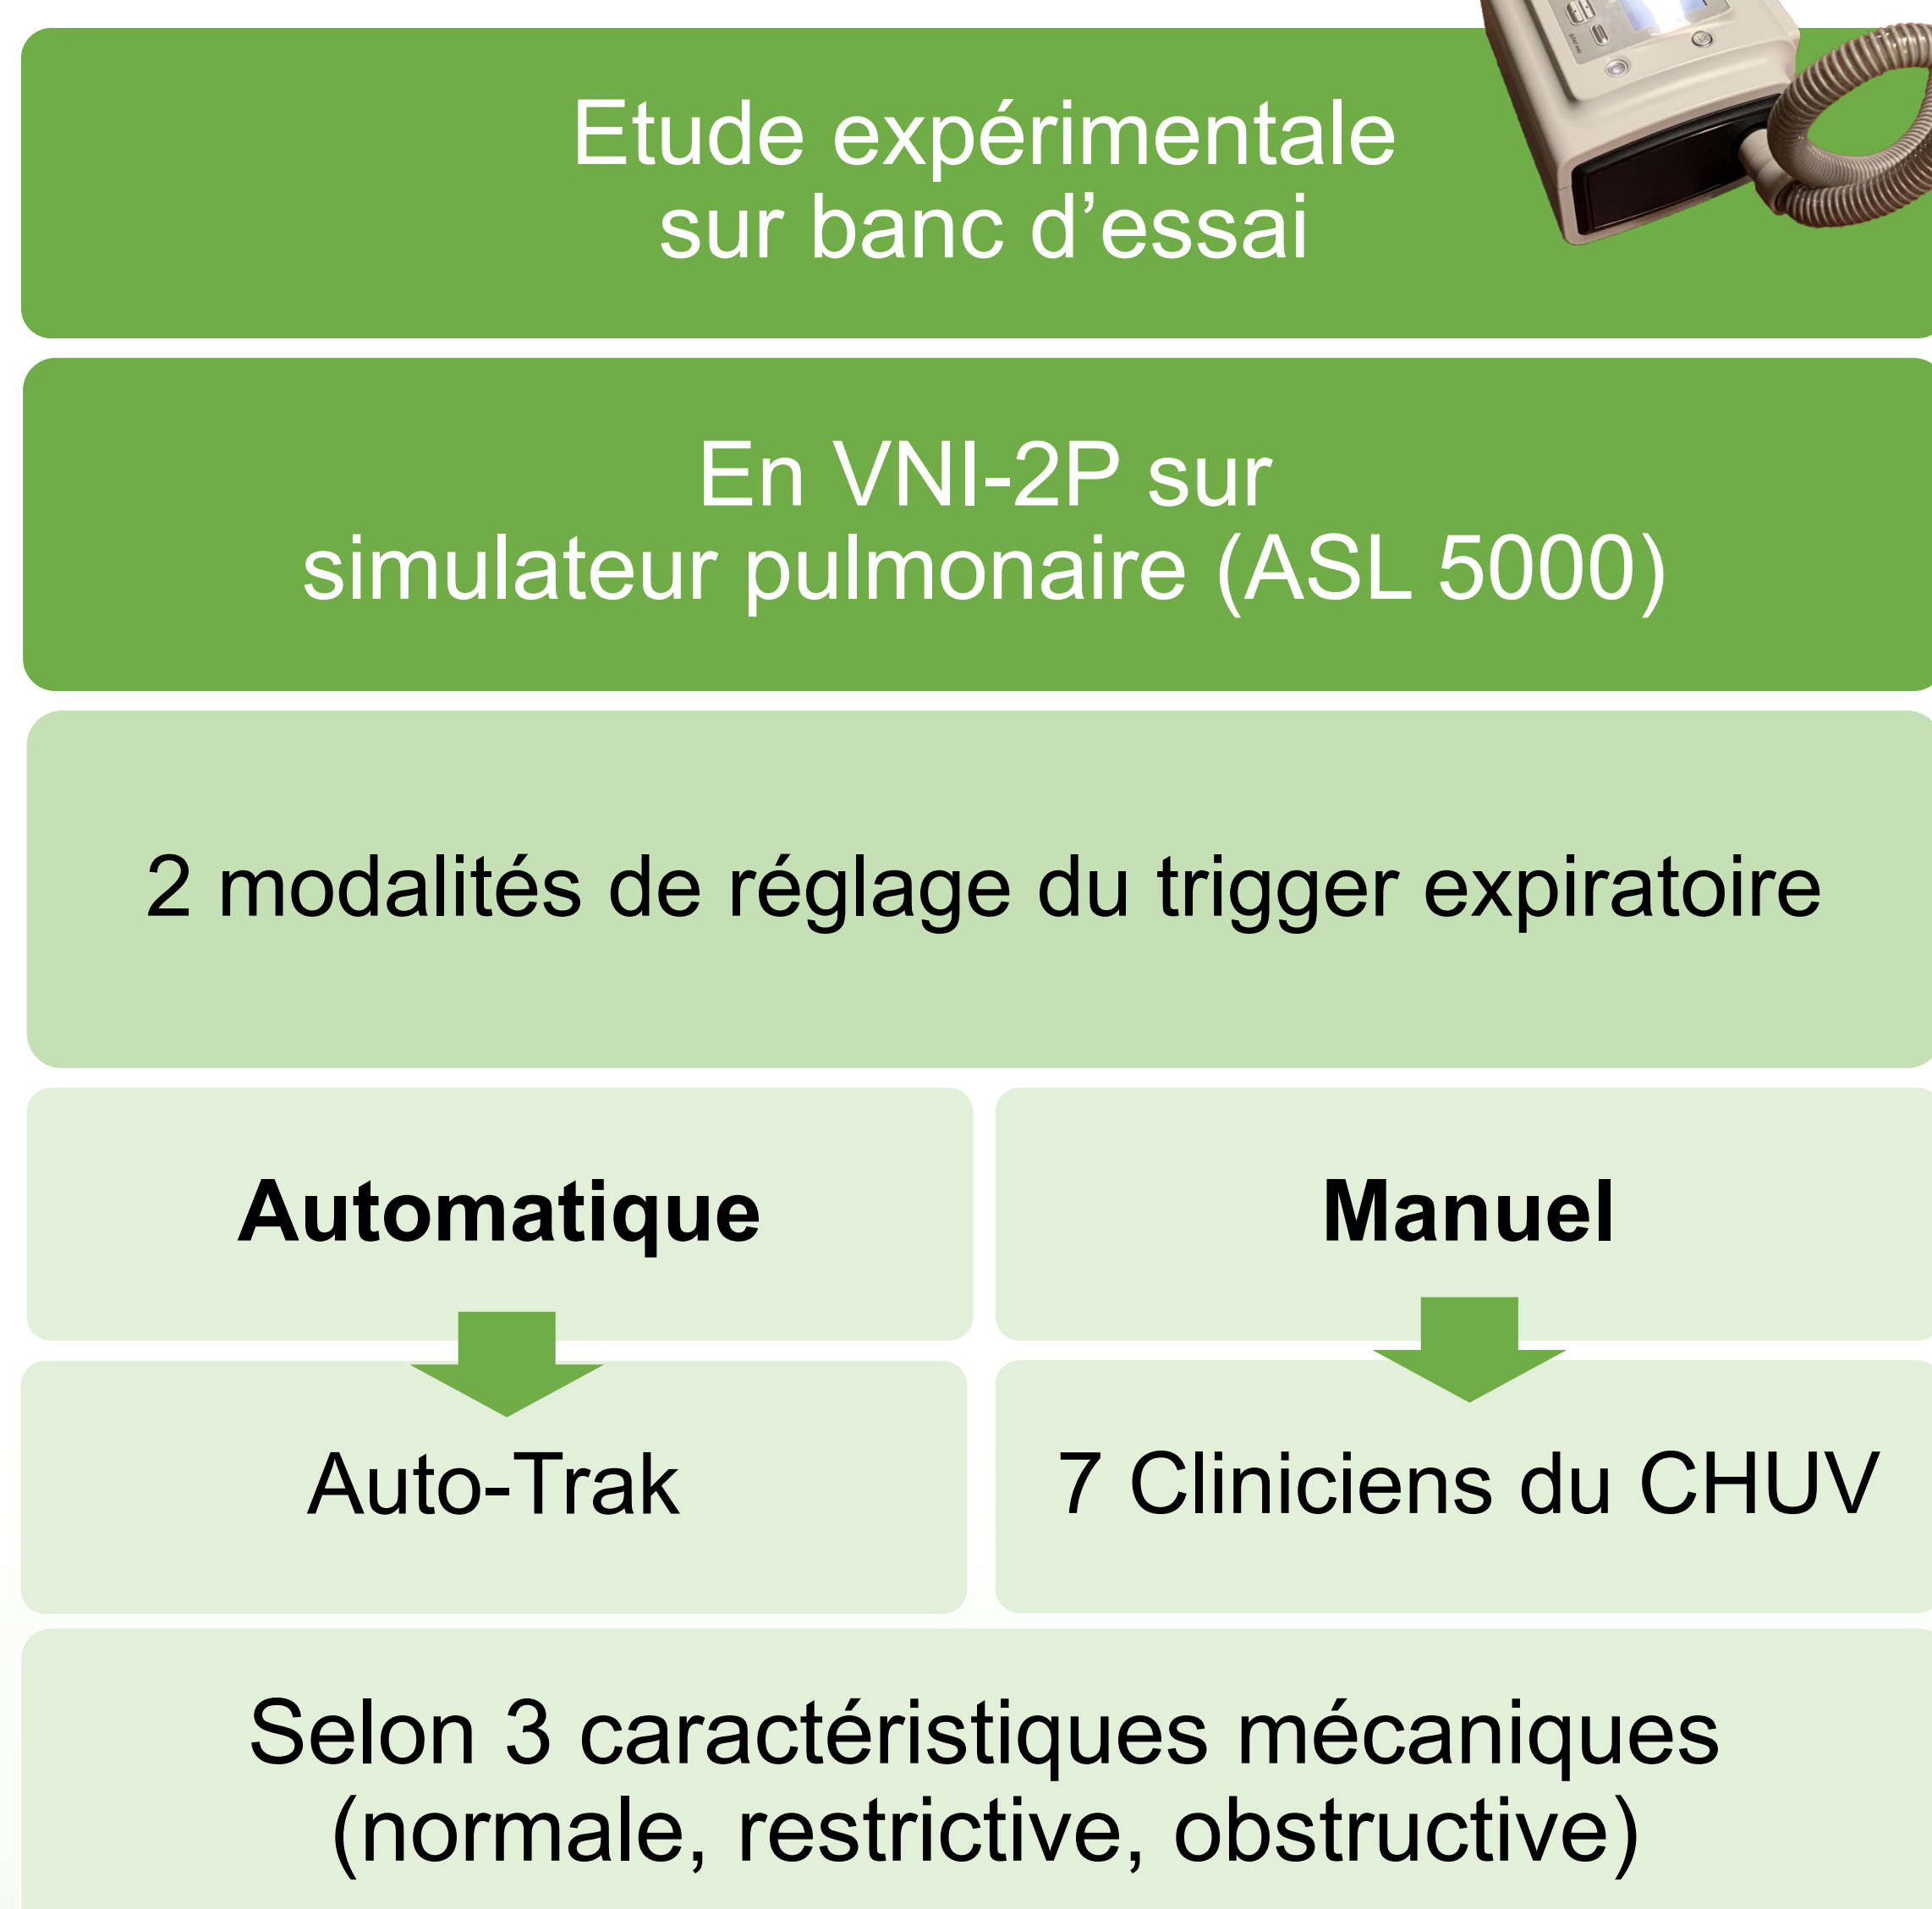 Etude expérimentale
sur banc d’essai
En VNI-2P sur
simulateur pulmonaire (ASL 5000)
2 modalités de réglage du trigger expiratoire
Automatique
Manuel
Auto-Trak
7 Cliniciens du CHUV
Selon 3 caractéristiques mécaniques
(normale, restrictive, obstructive)